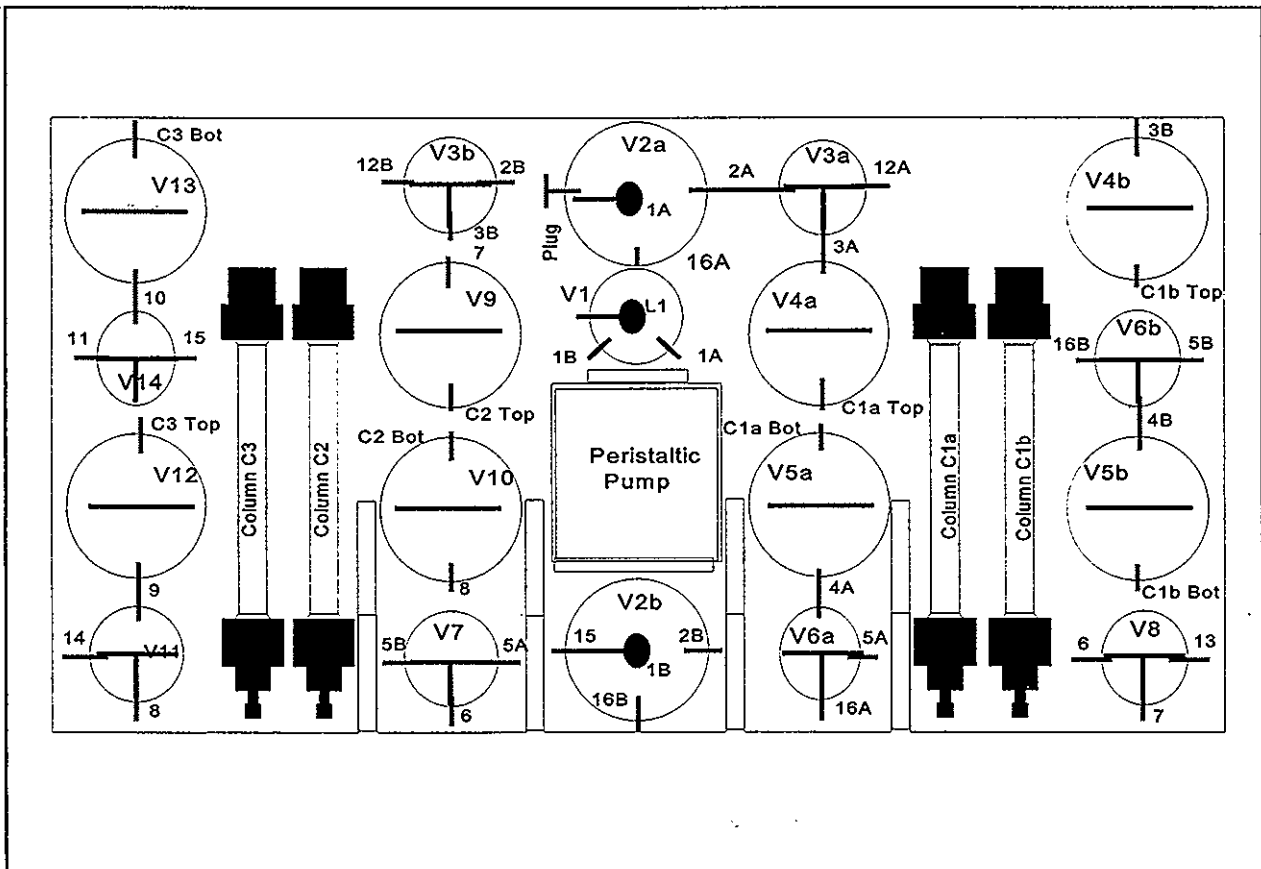 C3 Bot
V13
10
11
15
V14
C3 Top
V12
9
14
V11
8
Column C3
Column C2
12B
V3b
2B
3B
7
V9
C2 Top
C2 Bot
V10
8
5B
V7
5A
6
Plug
V2a
1A
16A
V1
L1
1B
1A
Peristaltic
Pump
V2b
15
2B
1B
16B
2A
V3a
12A
3A
V4a
C1a Top
C1a Bot
V5a
4A
V6a
5A
16A
Column C1a
Column C1b
3B
V4b
C1b Top
V6b
16B
5B
4B
V5b
C1b Bot
V8
6
13
7